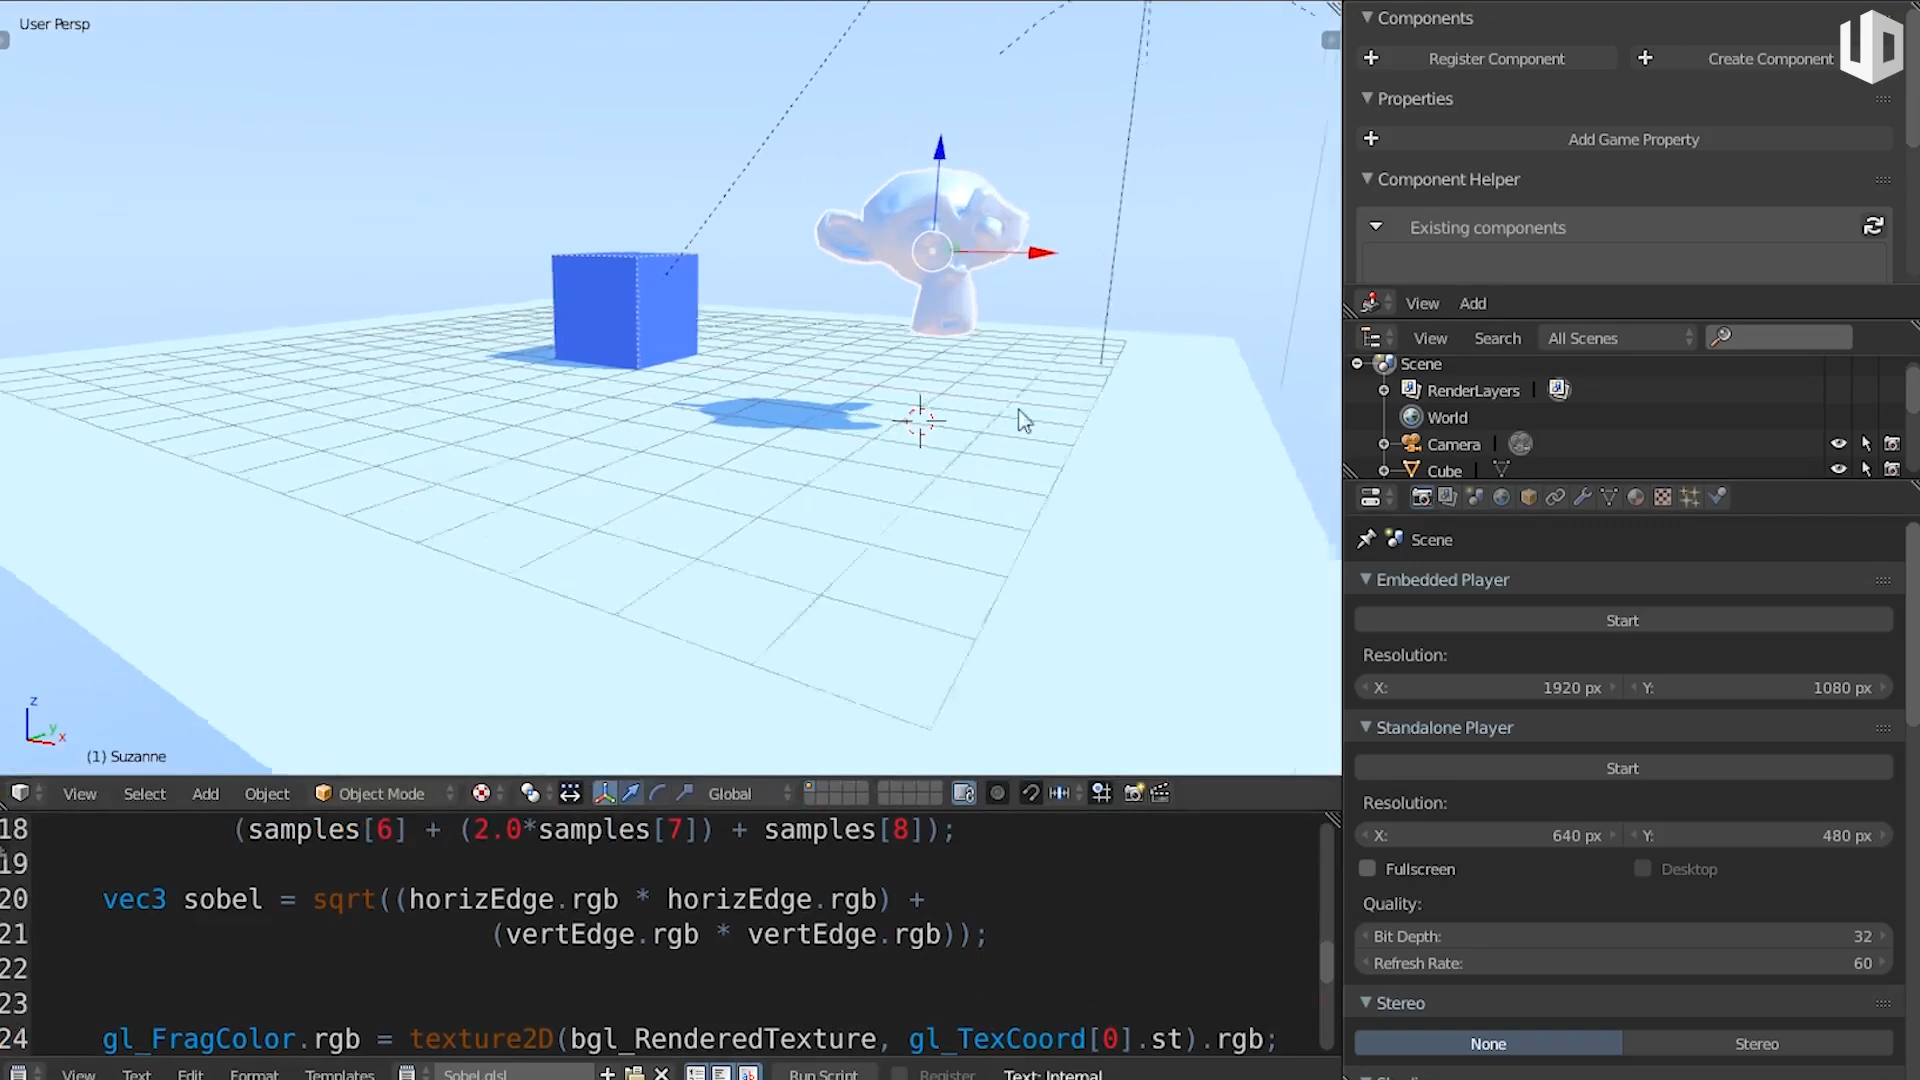 User Persp
z
y
x
(1) Suzanne
View Select Add Object Object Mode Global
18 (samples[6] + (2.0*samples[7]) + samples[8]);
19
20 vec3 sobel = sqrt((horizEdge.rgb * horizEdge.rgb) +
21 (vertEdge.rgb * vertEdge.rgb));
22
23
24 gl_FragColor.rgb = texture2D(bgl_RenderedTexture, gl_TexCoord[0].st).rgb;
View Text Edit Format Templates Sobel.glsl Run Script Register Text: Internal
Components
UD
Register Component Create Component
Properties
Add Game Property
Component Helper
Existing components
View Add
View Search All Scenes
Scene
RenderLayers
World
Camera
Cube
Scene
Embedded Player
Start
Resolution:
X: 1920 px Y: 1080 px
Standalone Player
Start
Resolution:
X: 640 px Y: 480 px
Fullscreen Desktop
Quality:
Bit Depth: 32
Refresh Rate: 60
Stereo
None Stereo